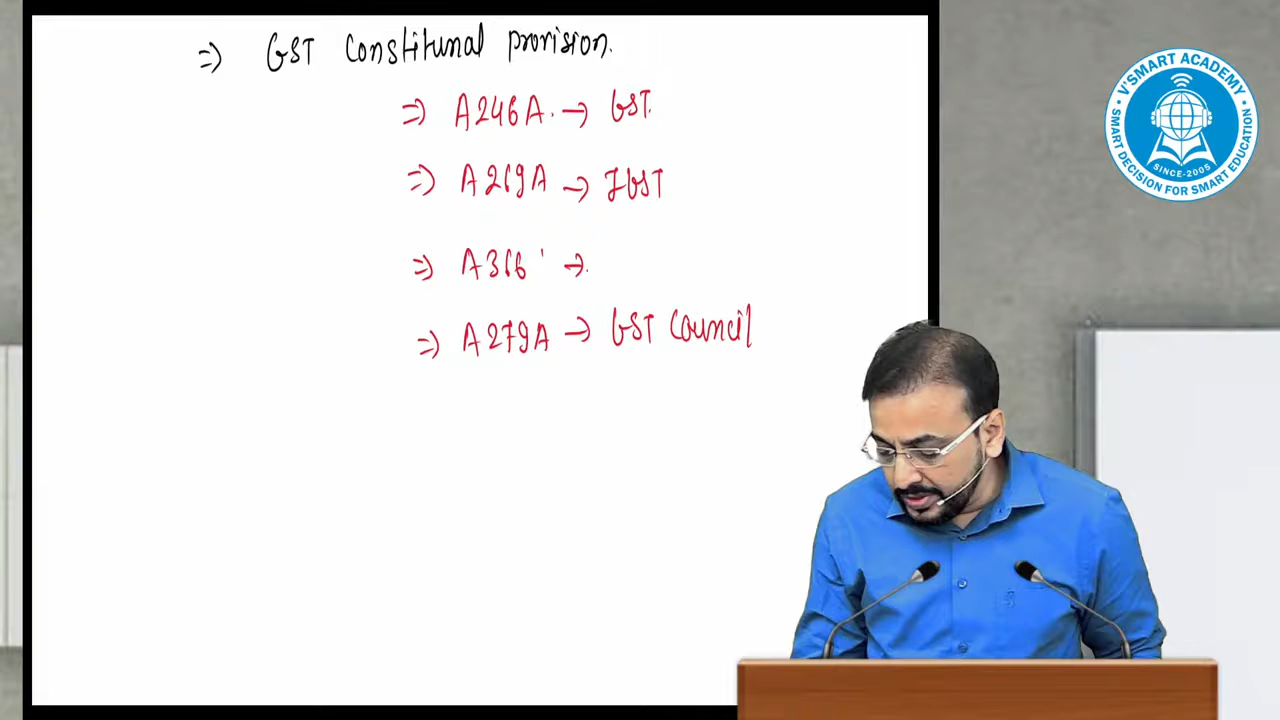 ⇒ GST Constitunal provision.
⇒ A246A. → GST.
⇒ A269A → IGST
⇒ A366 →
⇒ A279A → GST Council
V'SMART ACADEMY
SINCE-2005
SMART DECISION FOR SMART EDUCATION